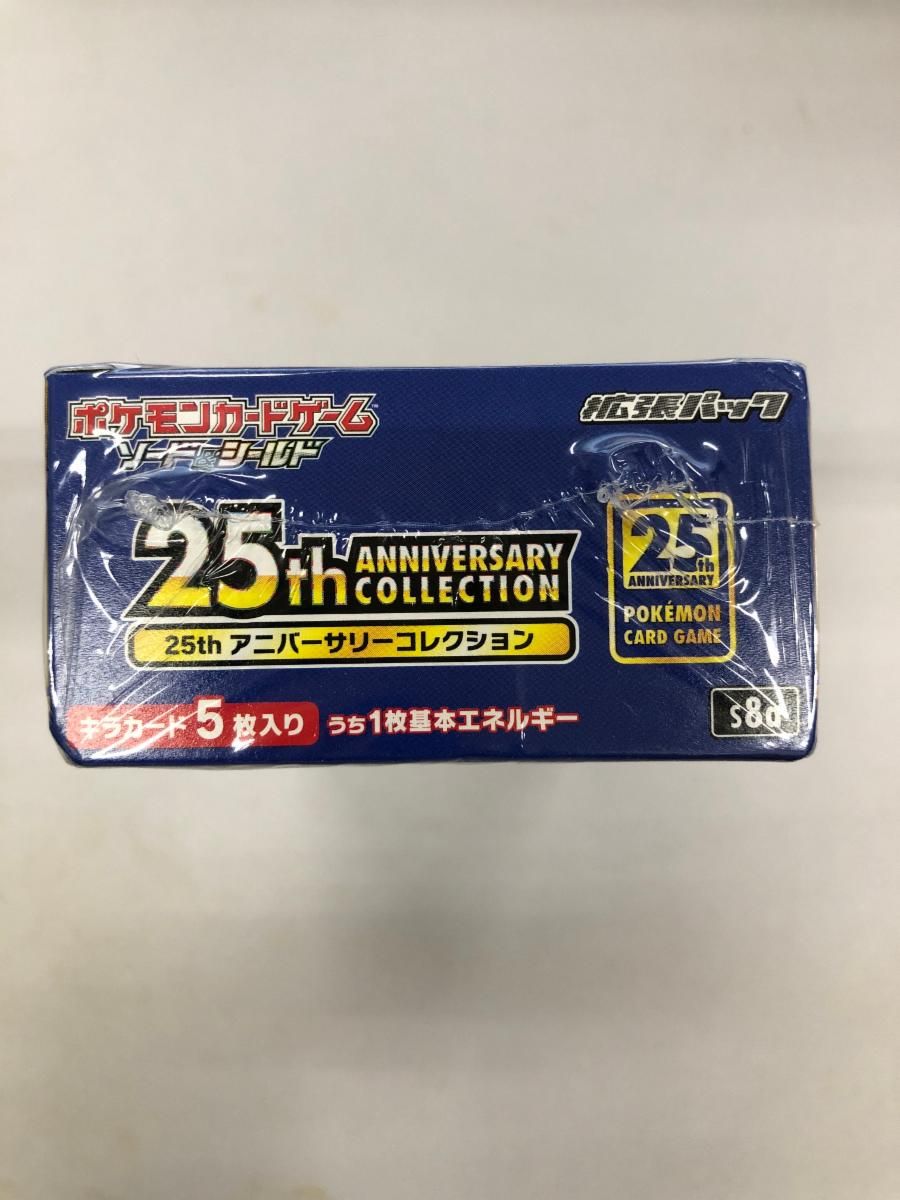 ポケモンカードゲーム™
ソード&シールド
拡張パック
25th ANNIVERSARY
COLLECTION
25th アニバーサリーコレクション
25th
ANNIVERSARY
POKÉMON
CARD GAME
キラカード 5枚入り うち1枚基本エネルギー